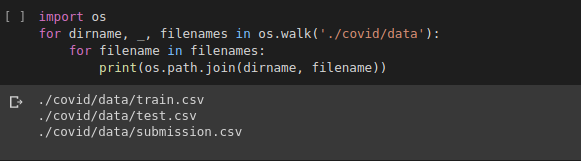 [ ] import os
for dirname, _, filenames in os.walk('./covid/data'):
    for filename in filenames:
        print(os.path.join(dirname, filename))
./covid/data/train.csv
./covid/data/test.csv
./covid/data/submission.csv